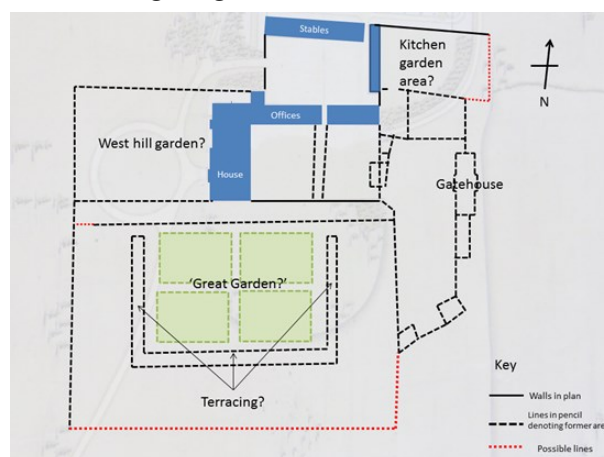 Stables
Kitchen
garden
area?
N
Offices
West hill garden?
House
Gatehouse
'Great Garden?'
Terracing?
Key
Walls in plan
Lines in pencil
denoting former area
Possible lines